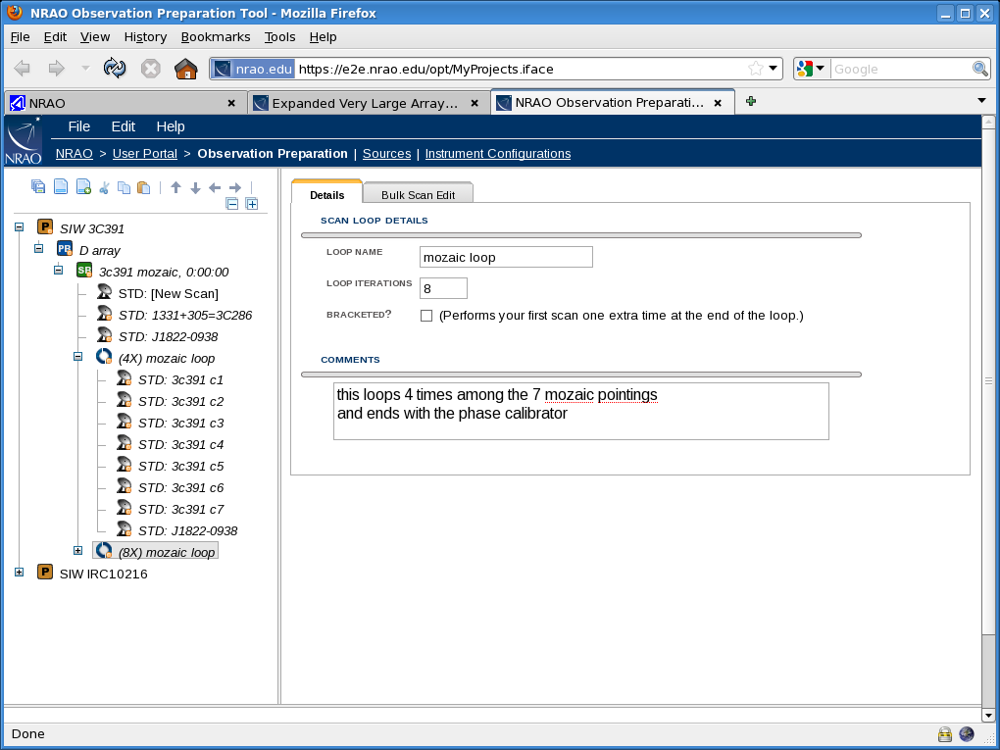 NRAO Observation Preparation Tool - Mozilla Firefox
File Edit View History Bookmarks Tools Help
nrao.edu https://e2e.nrao.edu/opt/MyProjects.iface Google
NRAO Expanded Very Large Array... NRAO Observation Preparati...
File Edit Help
NRAO
NRAO > User Portal > Observation Preparation | Sources | Instrument Configurations
Details Bulk Scan Edit
P SIW 3C391
PB D array
SB 3c391 mozaic, 0:00:00
STD: [New Scan]
STD: 1331+305=3C286
STD: J1822-0938
(4X) mozaic loop
STD: 3c391 c1
STD: 3c391 c2
STD: 3c391 c3
STD: 3c391 c4
STD: 3c391 c5
STD: 3c391 c6
STD: 3c391 c7
STD: J1822-0938
(8X) mozaic loop
P SIW IRC10216
SCAN LOOP DETAILS
LOOP NAME mozaic loop
LOOP ITERATIONS 8
BRACKETED? (Performs your first scan one extra time at the end of the loop.)
COMMENTS
this loops 4 times among the 7 mozaic pointings
and ends with the phase calibrator
Done